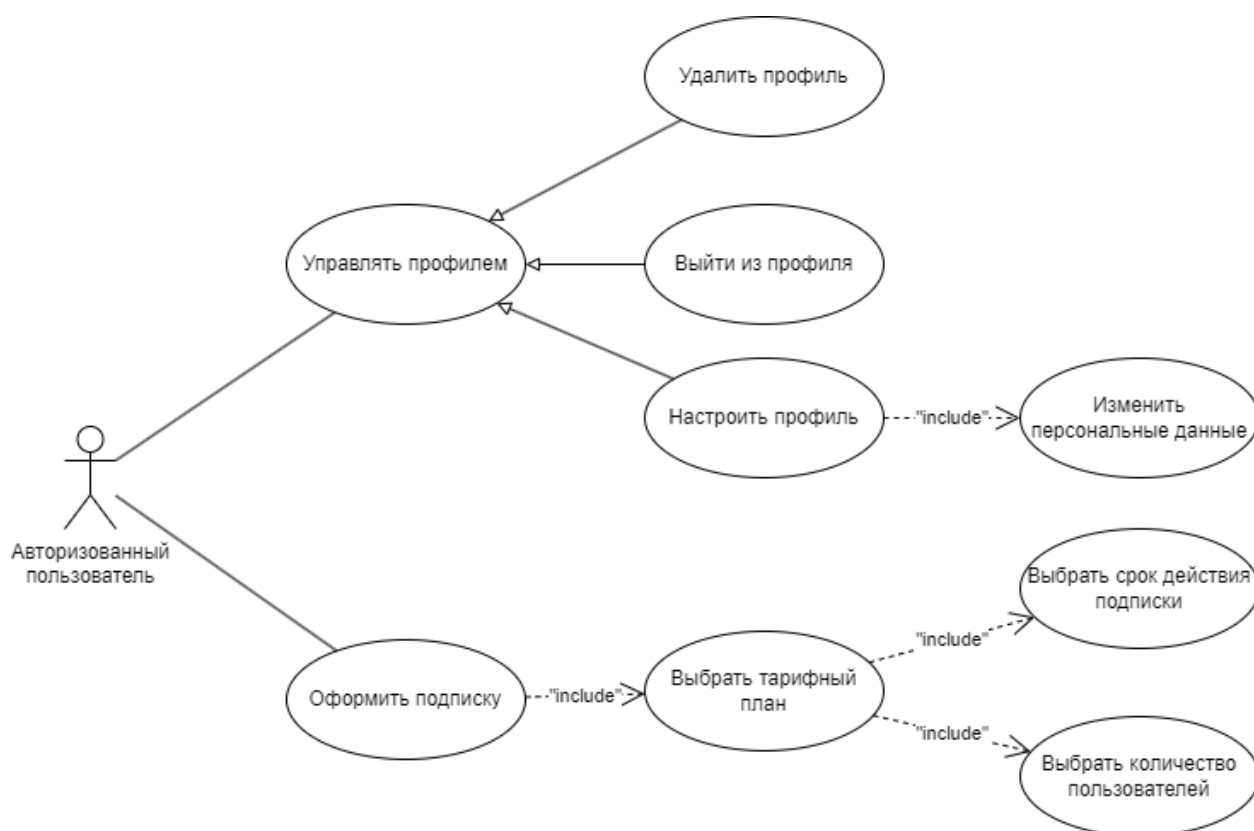 Удалить профиль
Управлять профилем
Выйти из профиля
Настроить профиль
"include"
Изменить
персональные данные
Авторизованный
пользователь
Выбрать срок действия
подписки
"include"
Оформить подписку
"include"
Выбрать тарифный
план
"include"
Выбрать количество
пользователей